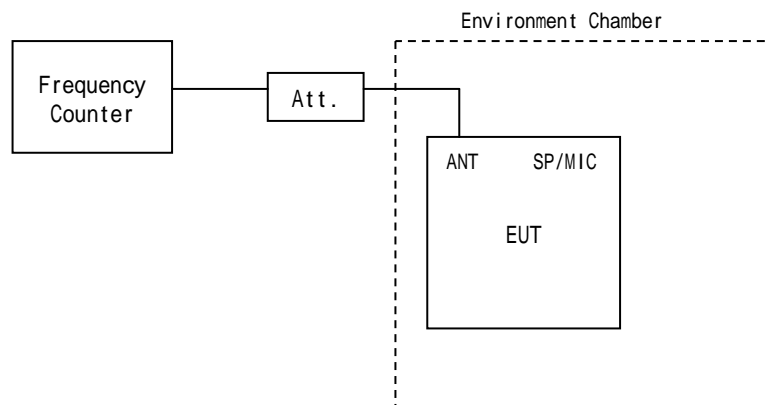 Environment Chamber
Frequency
Counter
Att.
ANT SP/MIC
EUT